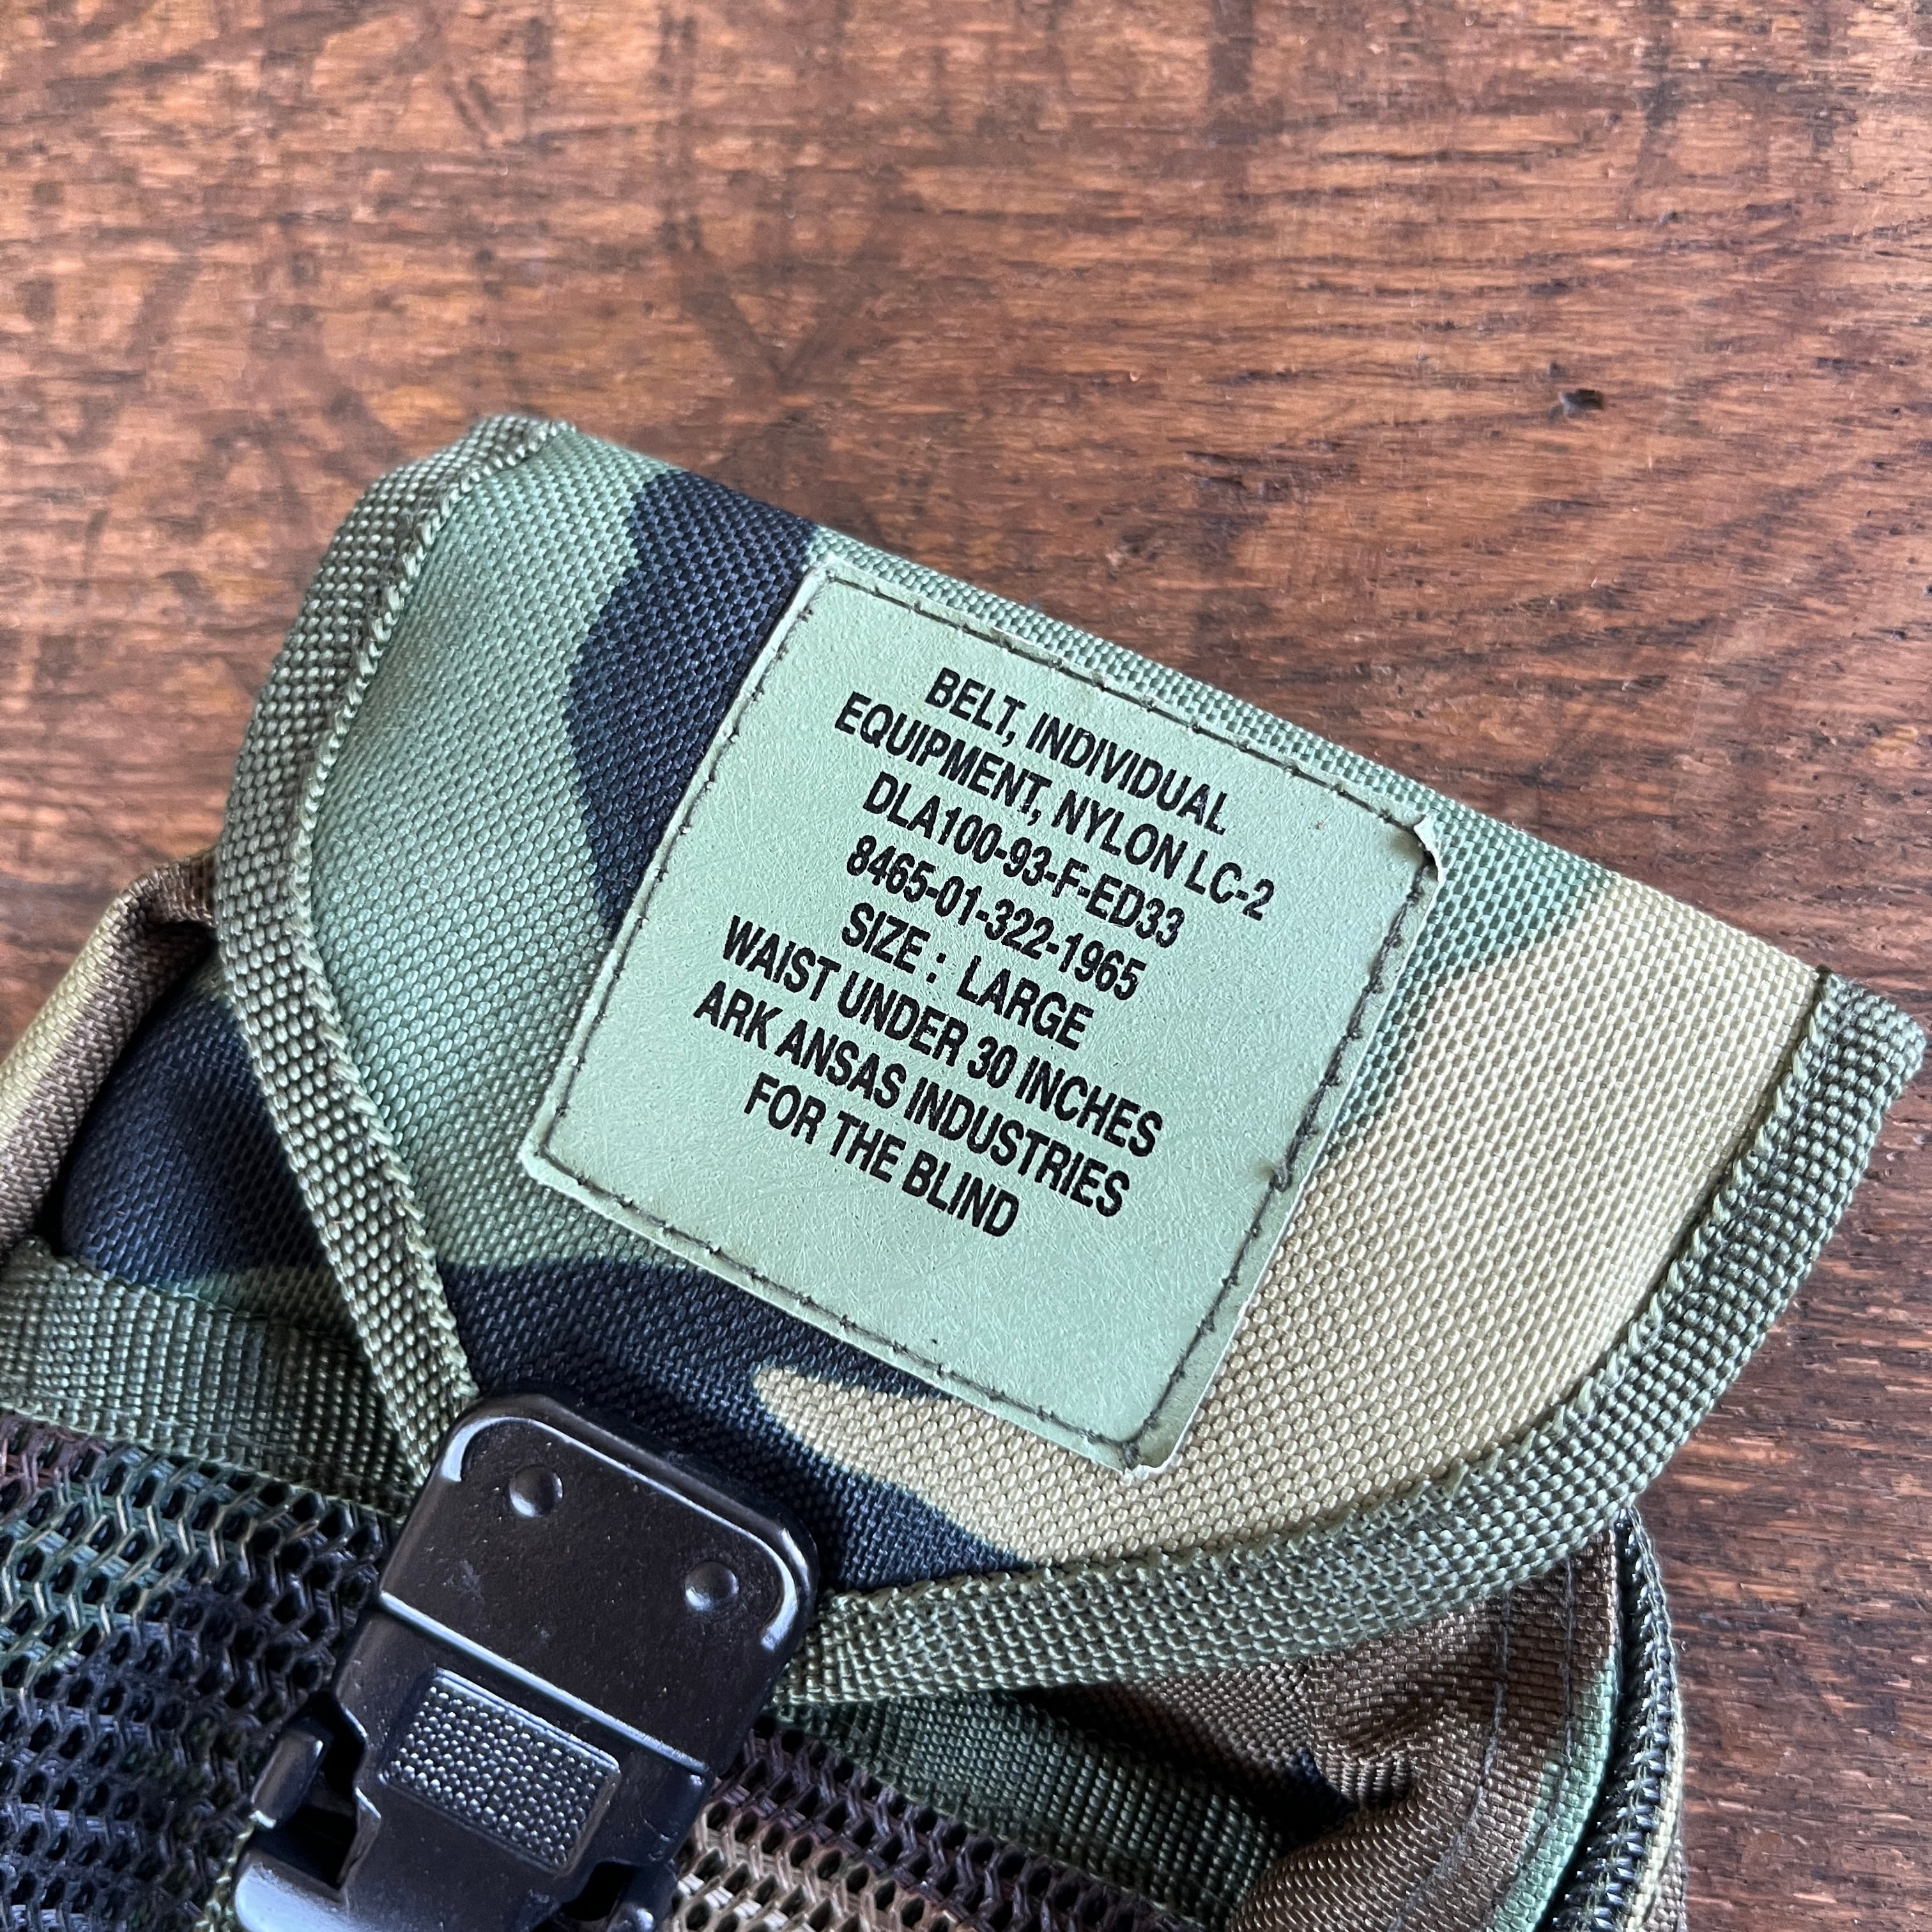 BELT, INDIVIDUAL
EQUIPMENT, NYLON LC-2
DLA100-93-F-ED33
8465-01-322-1965
SIZE : LARGE
WAIST UNDER 30 INCHES
ARK ANSAS INDUSTRIES
FOR THE BLIND